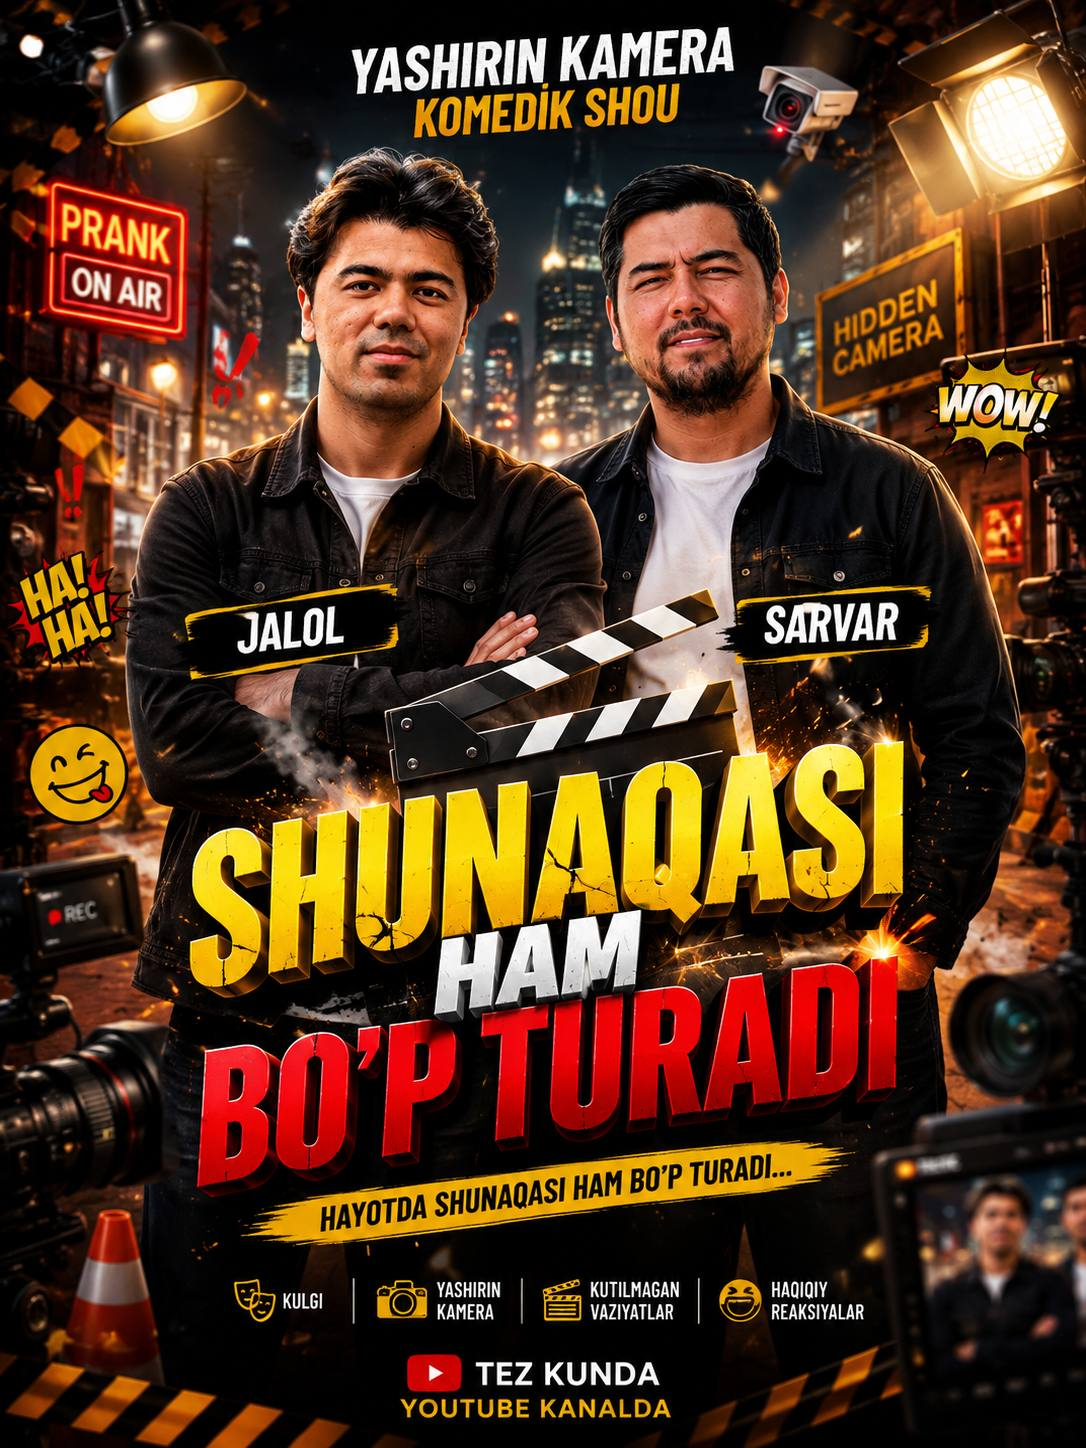 YASHIRIN KAMERA
KOMEDİK SHOU
PRANK
ON AIR
HIDDEN
CAMERA
WOW!
HA!
HA!
JALOL
SARVAR
SHUNAQASI
HAM
BO'P TURADI
REC
HAYOTDA SHUNAQASI HAM BO'P TURADI...
KULGI
YASHIRIN
KAMERA
KUTILMAGAN
VAZIYATLAR
HAQIQIY
REAKSIYALAR
TEZ KUNDA
YOUTUBE KANALDA